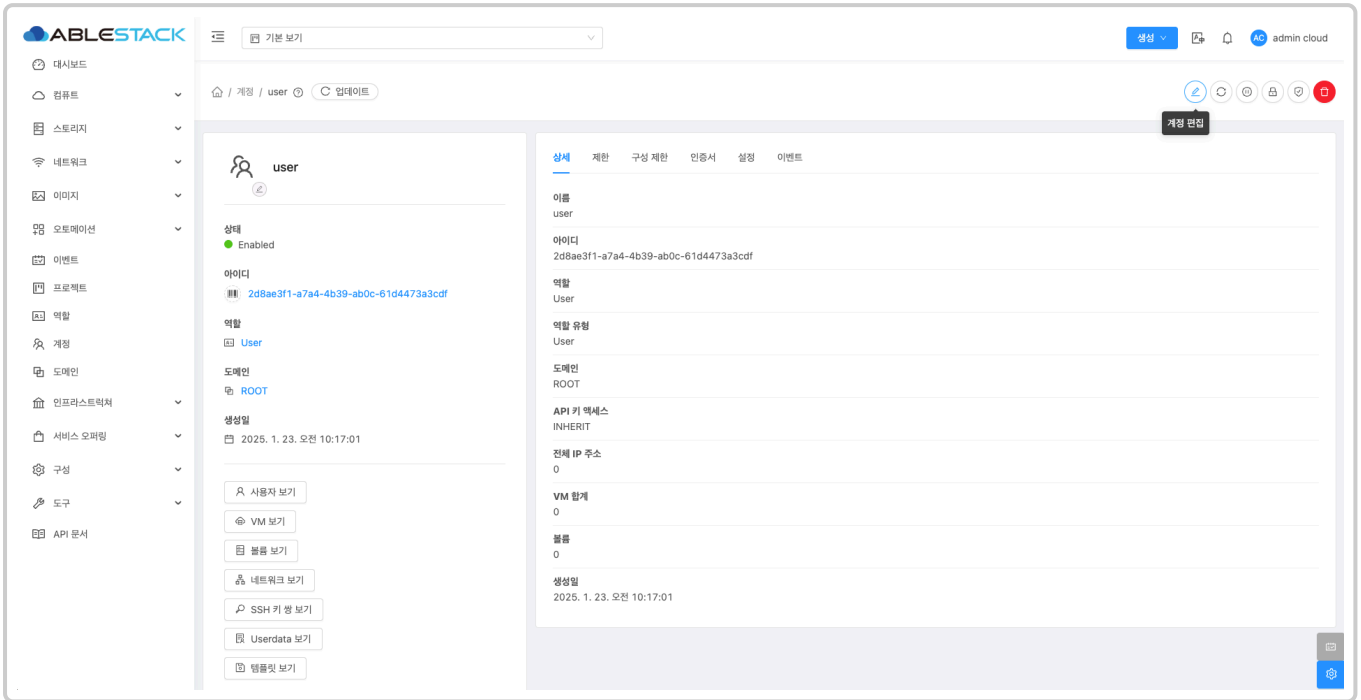 ABLESTACK
기본 보기
생성
admin cloud
AC
대시보드
컴퓨트
스토리지
네트워크
이미지
오토메이션
이벤트
프로젝트
역할
계정
도메인
인프라스트럭쳐
서비스 오퍼링
구성
도구
API 문서
/ 계정 / user
업데이트
계정 편집
user
상태
Enabled
아이디
2d8ae3f1-a7a4-4b39-ab0c-61d4473a3cdf
역할
User
도메인
ROOT
생성일
2025. 1. 23. 오전 10:17:01
사용자 보기
VM 보기
볼륨 보기
네트워크 보기
SSH 키 쌍 보기
Userdata 보기
템플릿 보기
상세 제한 구성 제한 인증서 설정 이벤트
이름
user
아이디
2d8ae3f1-a7a4-4b39-ab0c-61d4473a3cdf
역할
User
역할 유형
User
도메인
ROOT
API 키 액세스
INHERIT
전체 IP 주소
0
VM 합계
0
볼륨
0
생성일
2025. 1. 23. 오전 10:17:01